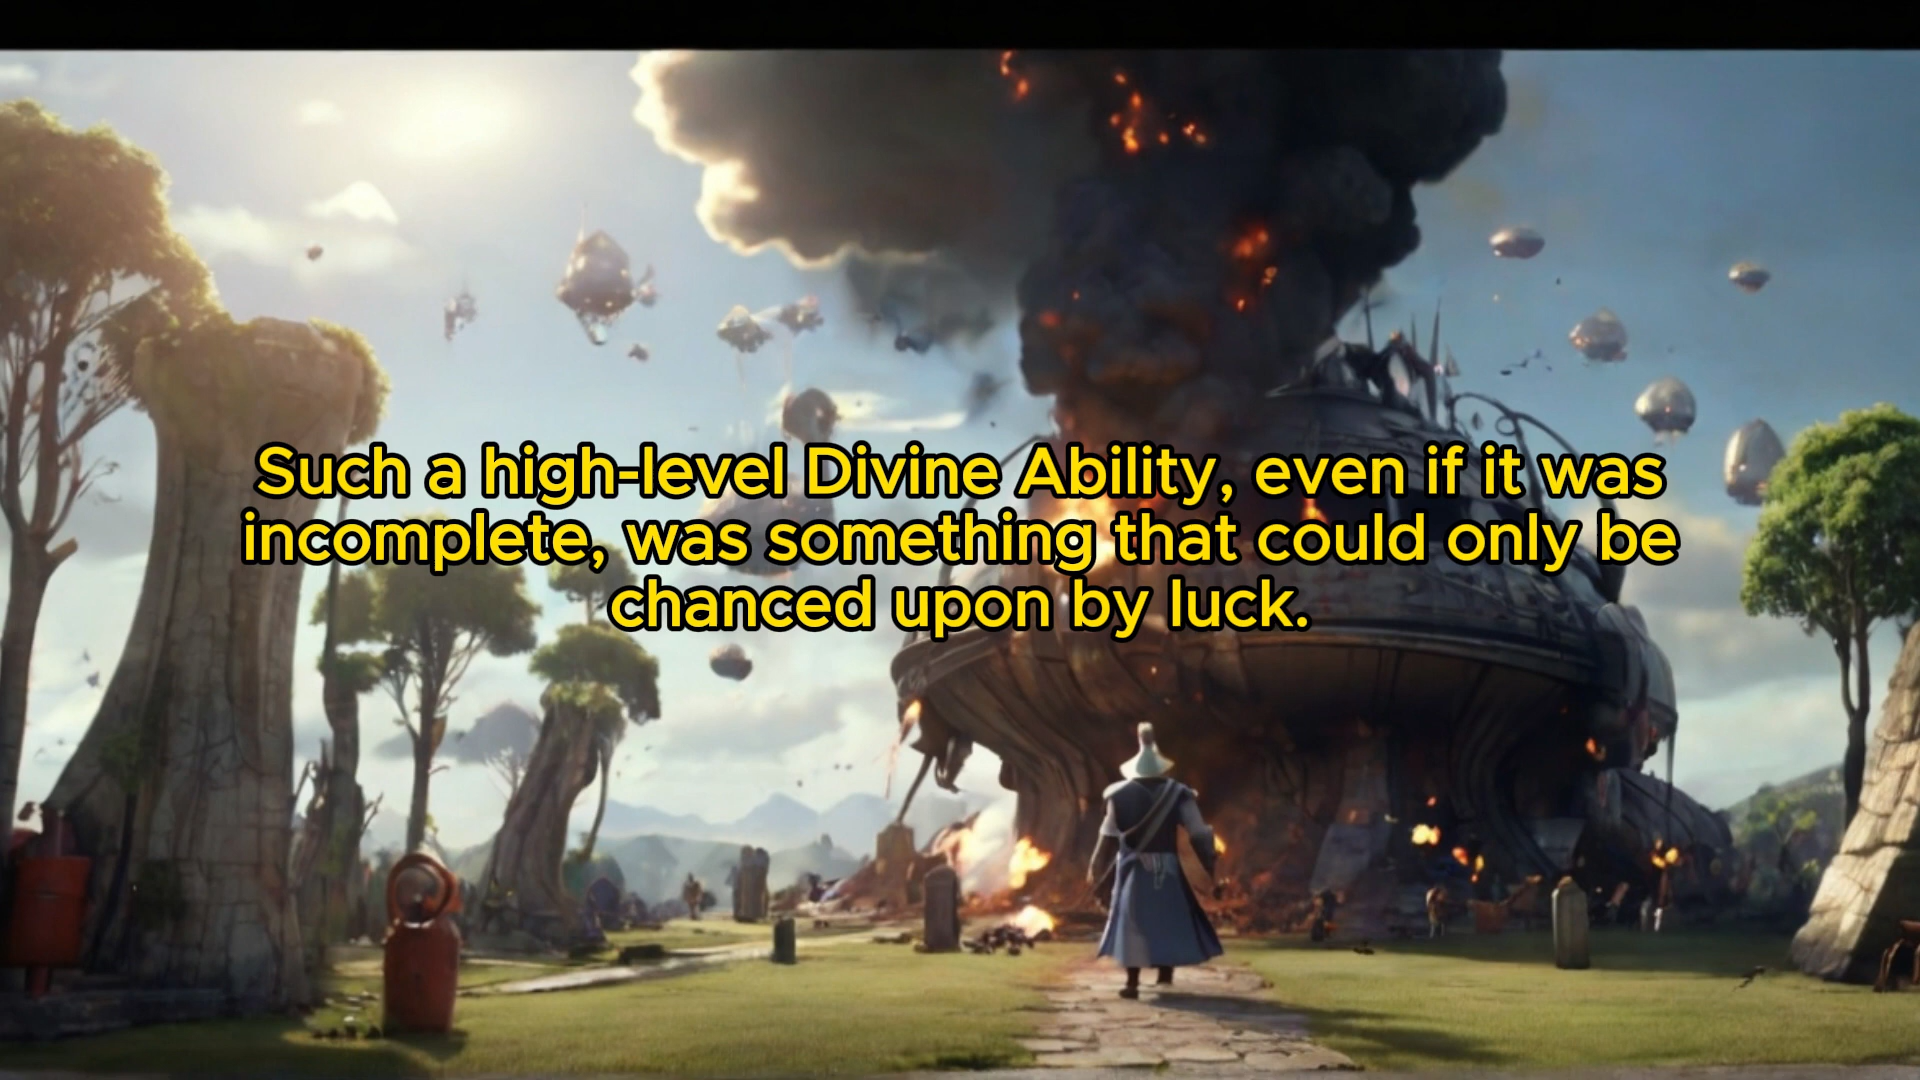 Such a high-level Divine Ability, even if it was
incomplete, was something that could only be
chanced upon by luck.